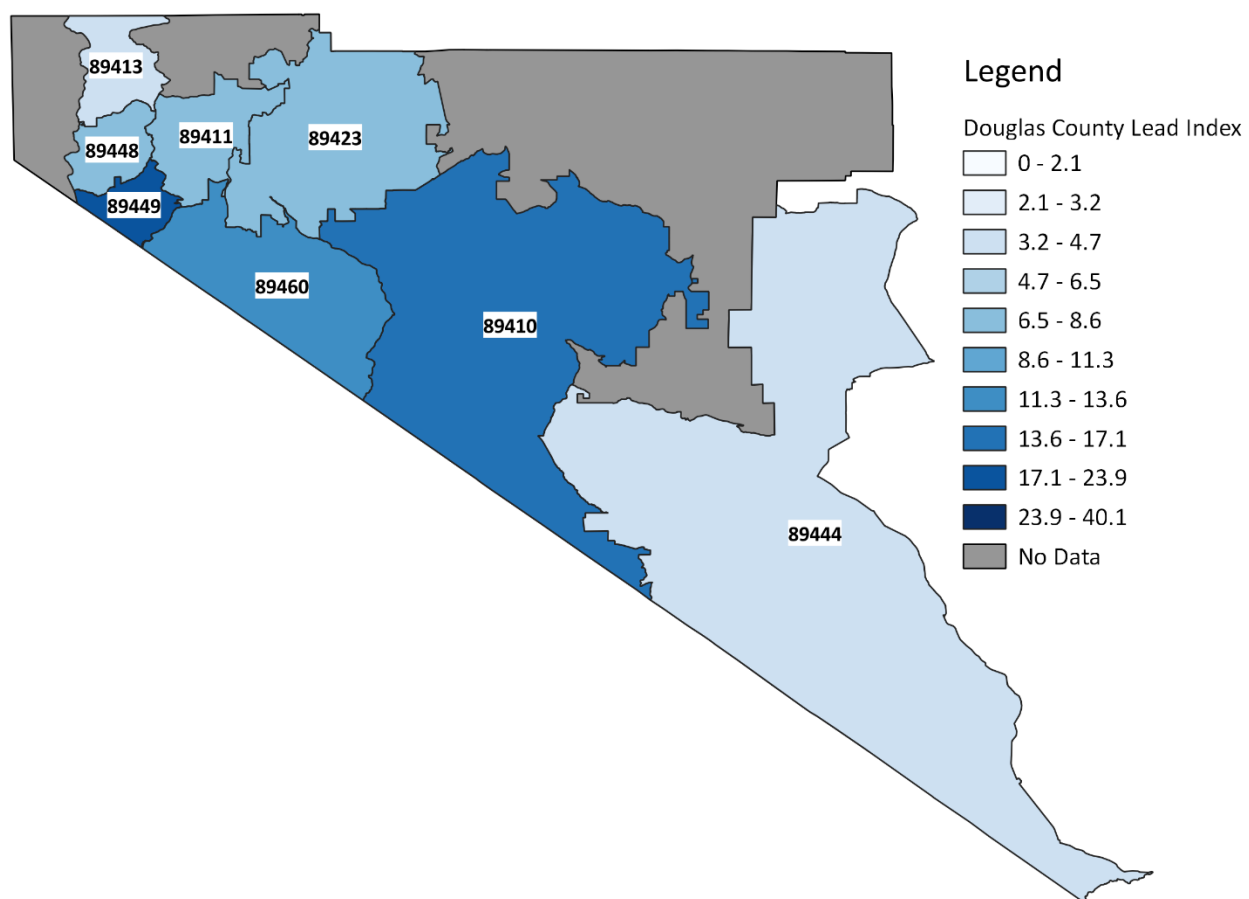 89413
89448
89411
89423
89449
89460
89410
89444
Legend
Douglas County Lead Index
0 - 2.1
2.1 - 3.2
3.2 - 4.7
4.7 - 6.5
6.5 - 8.6
8.6 - 11.3
11.3 - 13.6
13.6 - 17.1
17.1 - 23.9
23.9 - 40.1
No Data